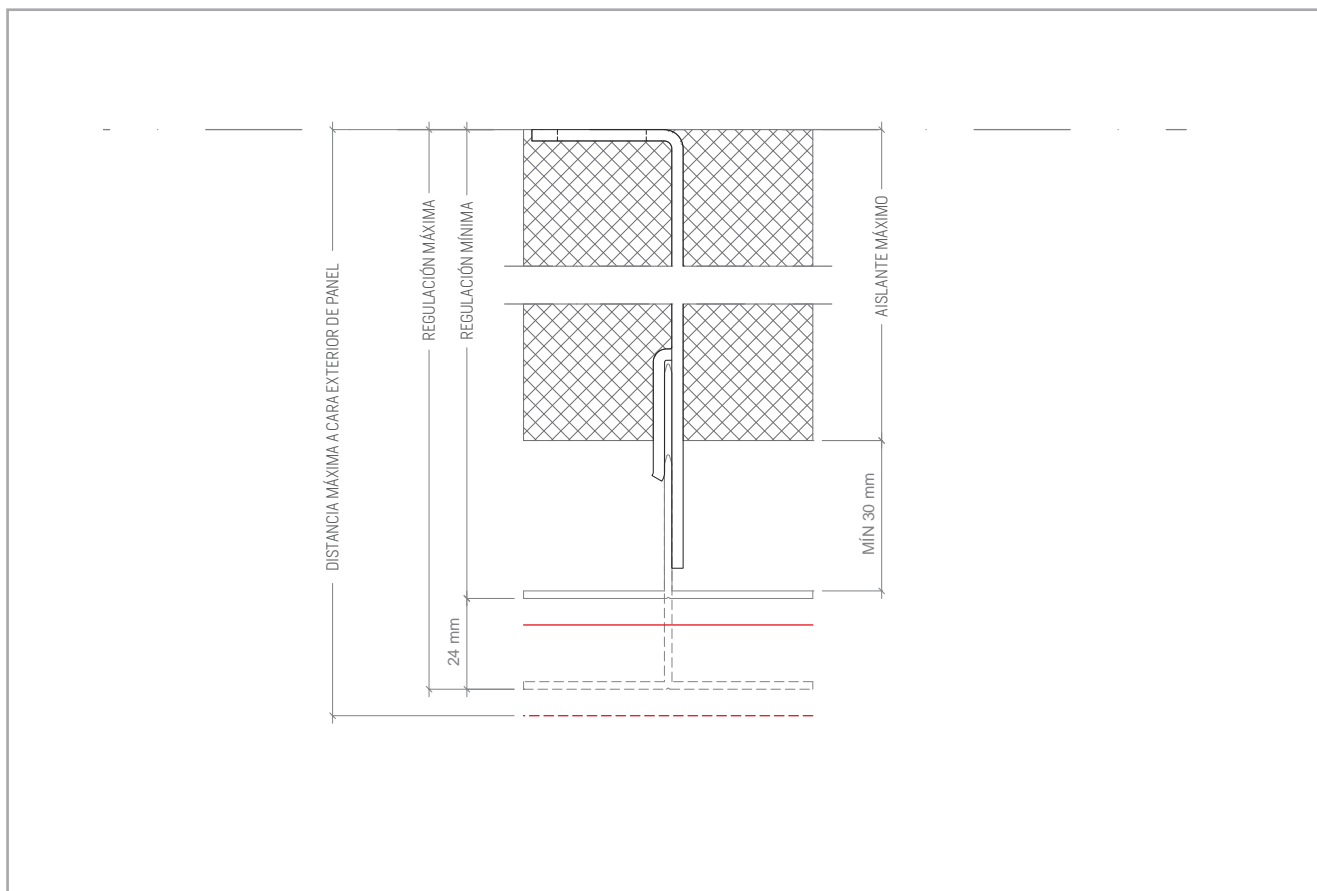 DISTANCIA MÁXIMA A CARA EXTERIOR DE PANEL
REGULACIÓN MÁXIMA
REGULACIÓN MÍNIMA
24 mm
AISLANTE MÁXIMO
MÍN 30 mm